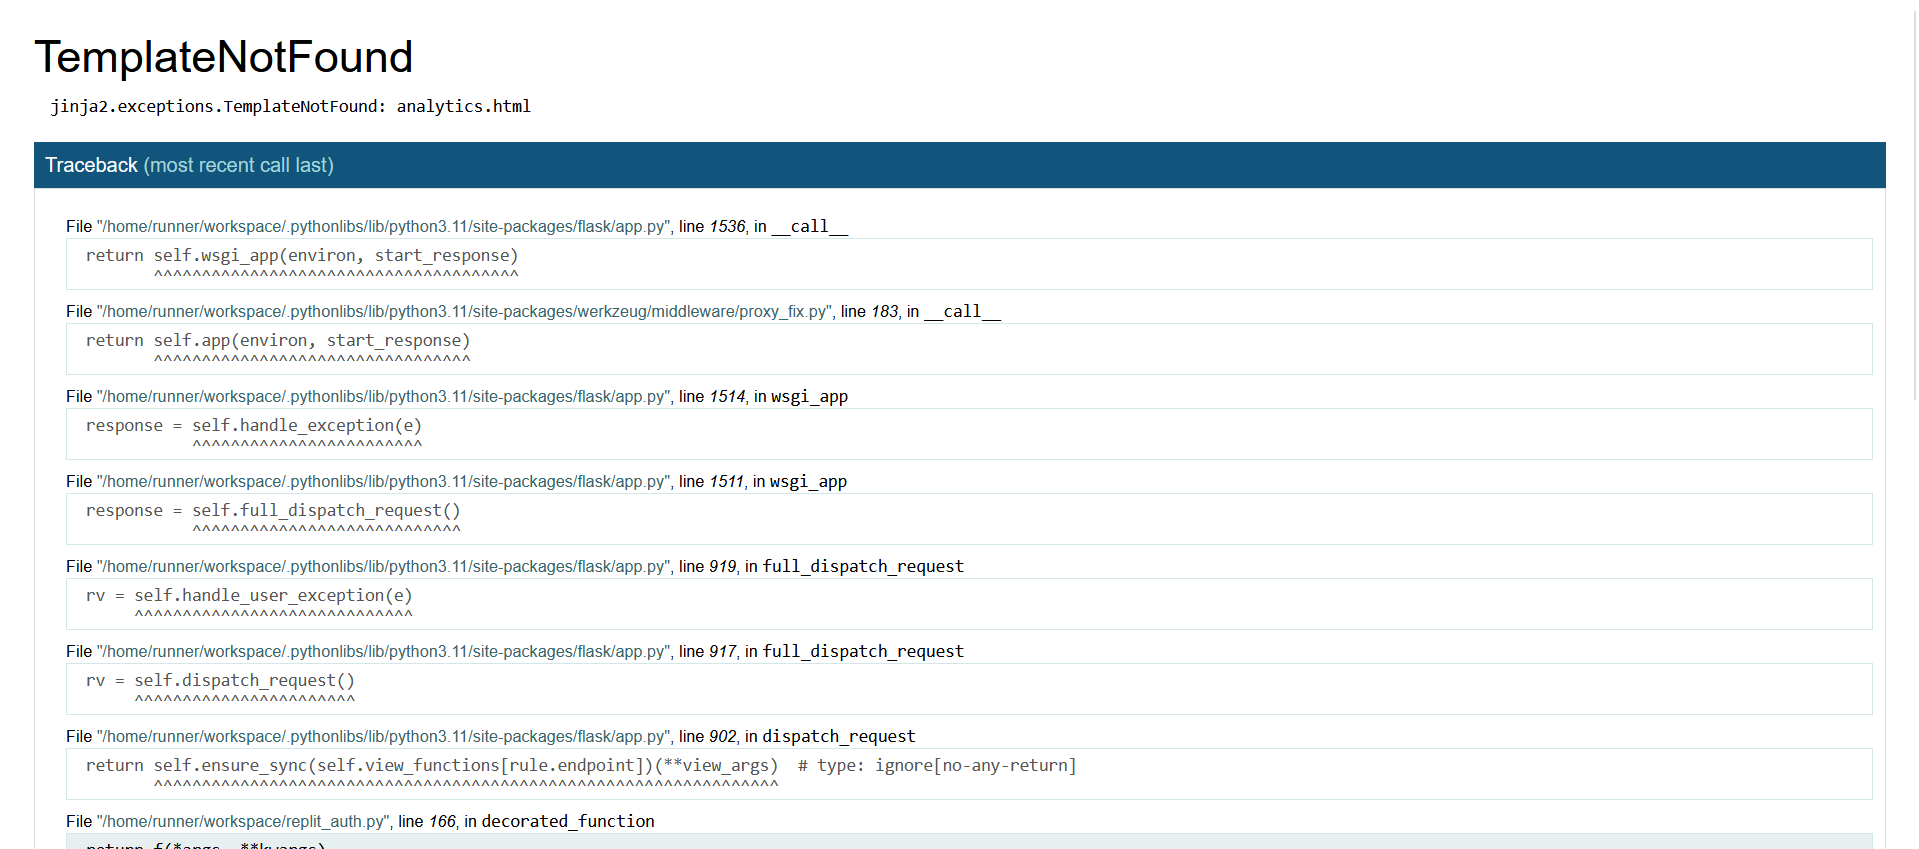 TemplateNotFound
jinja2.exceptions.TemplateNotFound: analytics.html
Traceback (most recent call last)
File "/home/runner/workspace/.pythonlibs/lib/python3.11/site-packages/flask/app.py", line 1536, in __call__
return self.wsgi_app(environ, start_response)
^^^^^^^^^^^^^^^^^^^^^^^^^^^^^^^^^^^^^^
File "/home/runner/workspace/.pythonlibs/lib/python3.11/site-packages/werkzeug/middleware/proxy_fix.py", line 183, in __call__
return self.app(environ, start_response)
^^^^^^^^^^^^^^^^^^^^^^^^^^^^^^^^^
File "/home/runner/workspace/.pythonlibs/lib/python3.11/site-packages/flask/app.py", line 1514, in wsgi_app
response = self.handle_exception(e)
^^^^^^^^^^^^^^^^^^^^^^^^
File "/home/runner/workspace/.pythonlibs/lib/python3.11/site-packages/flask/app.py", line 1511, in wsgi_app
response = self.full_dispatch_request()
^^^^^^^^^^^^^^^^^^^^^^^^^^^^
File "/home/runner/workspace/.pythonlibs/lib/python3.11/site-packages/flask/app.py", line 919, in full_dispatch_request
rv = self.handle_user_exception(e)
^^^^^^^^^^^^^^^^^^^^^^^^^^^^^
File "/home/runner/workspace/.pythonlibs/lib/python3.11/site-packages/flask/app.py", line 917, in full_dispatch_request
rv = self.dispatch_request()
^^^^^^^^^^^^^^^^^^^^^^^
File "/home/runner/workspace/.pythonlibs/lib/python3.11/site-packages/flask/app.py", line 902, in dispatch_request
return self.ensure_sync(self.view_functions[rule.endpoint])(**view_args)  # type: ignore[no-any-return]
^^^^^^^^^^^^^^^^^^^^^^^^^^^^^^^^^^^^^^^^^^^^^^^^^^^^^^^^^^^^^^^^^
File "/home/runner/workspace/replit_auth.py", line 166, in decorated_function
return f(*args, **kwargs)